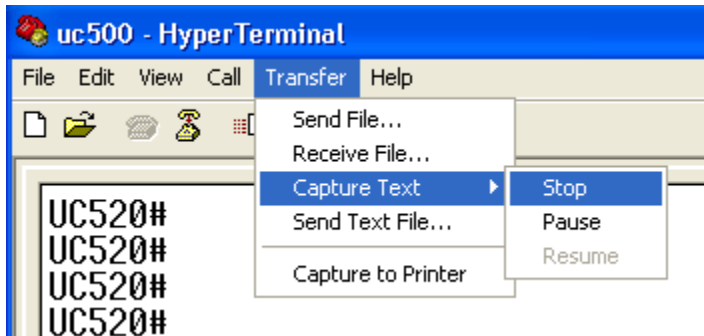 uc500 - HyperTerminal
File Edit View Call Transfer Help
Send File...
Receive File...
Capture Text
Stop
Send Text File...
Pause
Resume
Capture to Printer
UC520#
UC520#
UC520#
UC520#